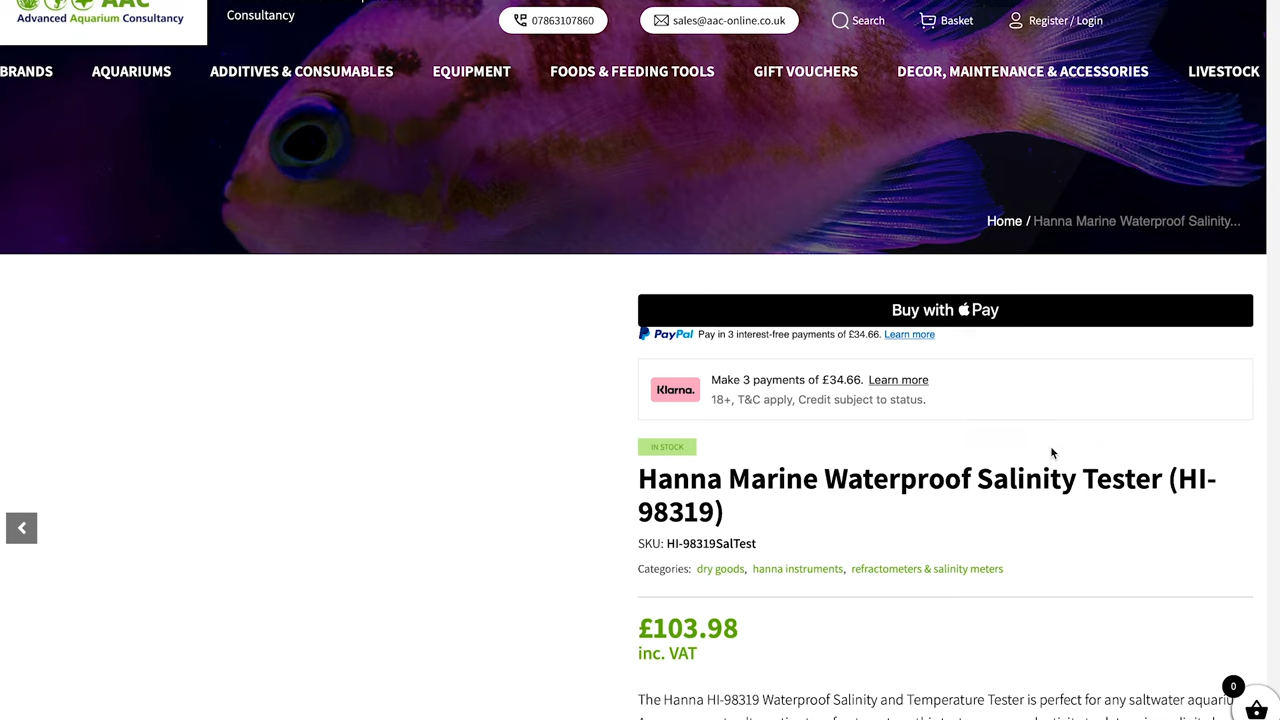 AAC
Advanced Aquarium Consultancy
Consultancy
07863107860
sales@aac-online.co.uk
Search
Basket
Register / Login
BRANDS
AQUARIUMS
ADDITIVES & CONSUMABLES
EQUIPMENT
FOODS & FEEDING TOOLS
GIFT VOUCHERS
DECOR, MAINTENANCE & ACCESSORIES
LIVESTOCK
Home / Hanna Marine Waterproof Salinity...
Buy with Pay
PayPal Pay in 3 interest-free payments of £34.66. Learn more
Klarna.
Make 3 payments of £34.66. Learn more
18+, T&C apply, Credit subject to status.
IN STOCK
Hanna Marine Waterproof Salinity Tester (HI-
98319)
SKU: HI-98319SalTest
Categories: dry goods, hanna instruments, refractometers & salinity meters
£103.98
inc. VAT
0
The Hanna HI-98319 Waterproof Salinity and Temperature Tester is perfect for any saltwater